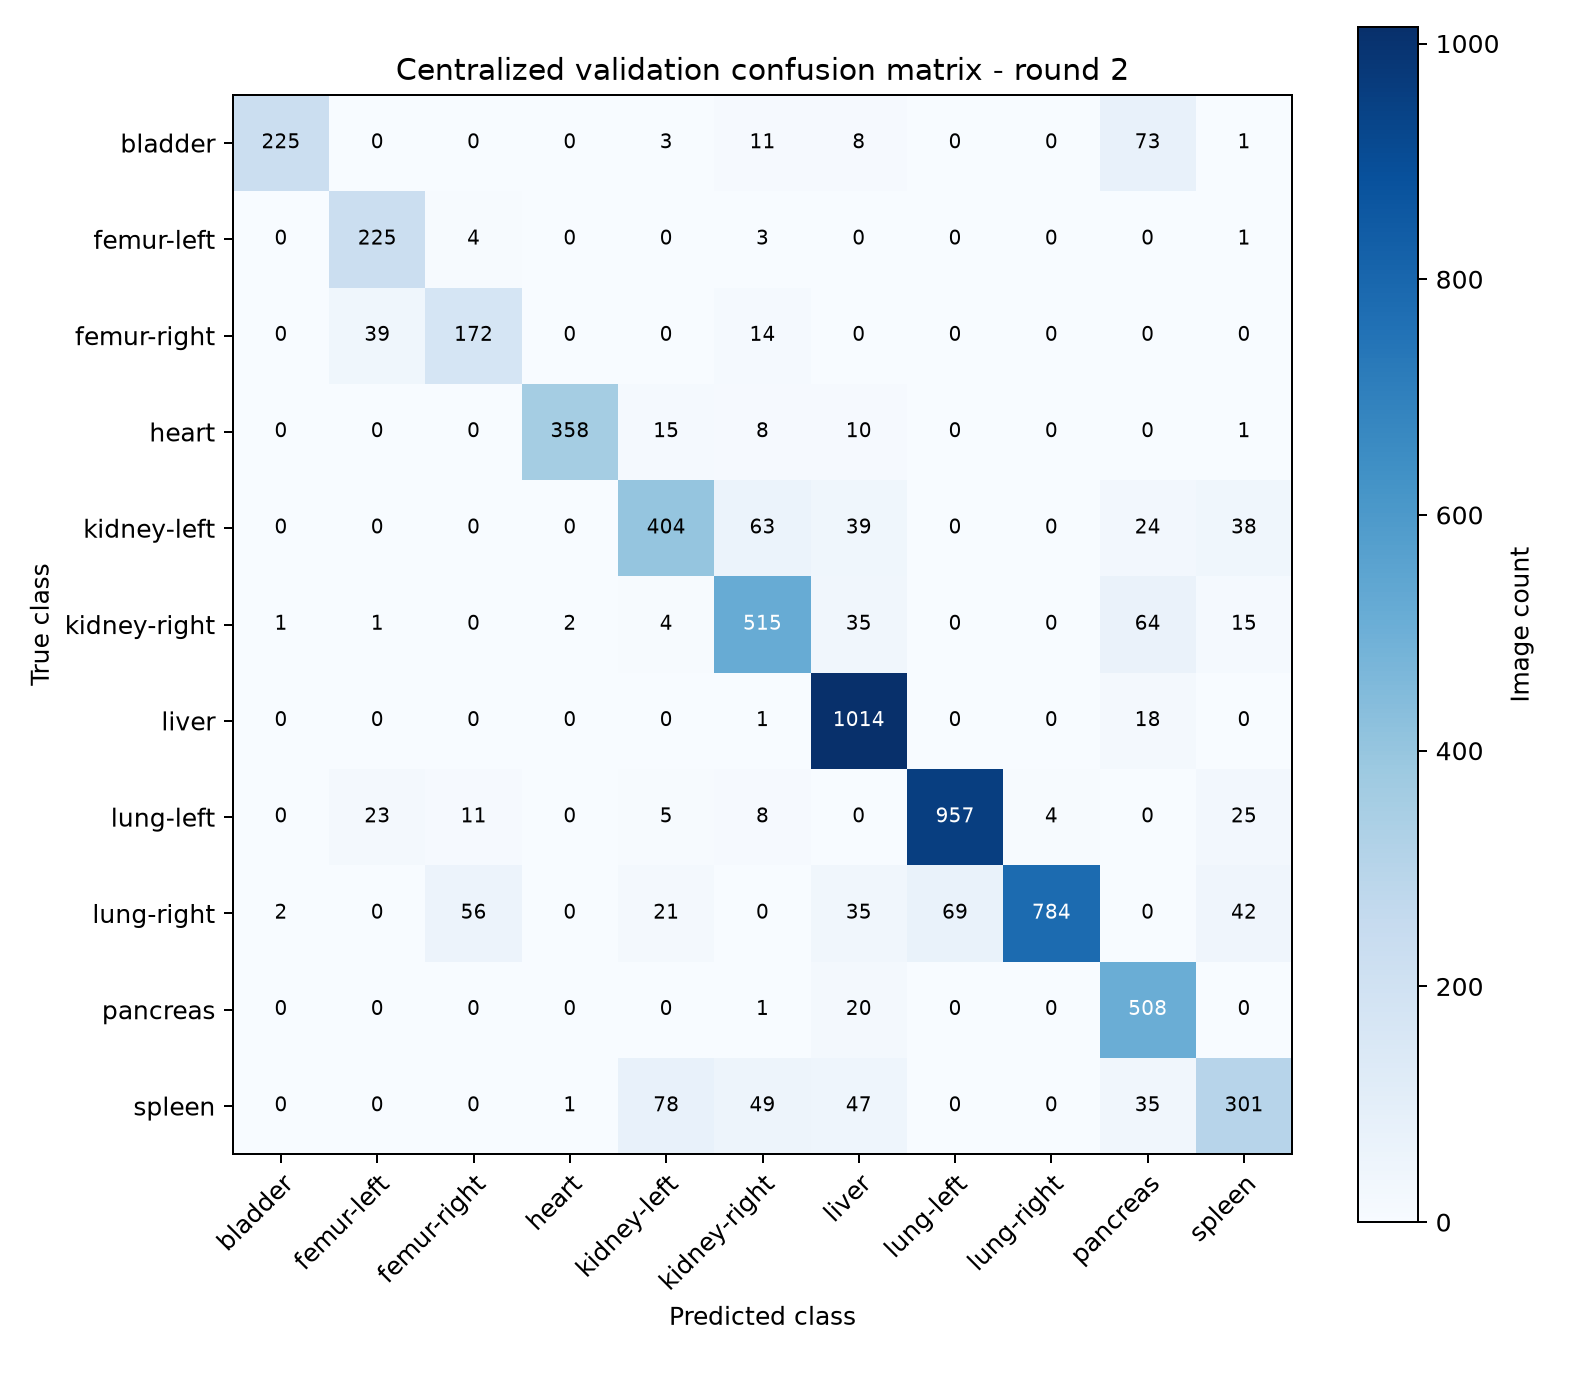 Centralized validation confusion matrix - round 2
bladder 225 0 0 0 3 11 8 0 0 73 1
femur-left 0 225 4 0 0 3 0 0 0 0 1
femur-right 0 39 172 0 0 14 0 0 0 0 0
heart 0 0 0 358 15 8 10 0 0 0 1
kidney-left 0 0 0 0 404 63 39 0 0 24 38
kidney-right 1 1 0 2 4 515 35 0 0 64 15
liver 0 0 0 0 0 1 1014 0 0 18 0
lung-left 0 23 11 0 5 8 0 957 4 0 25
lung-right 2 0 56 0 21 0 35 69 784 0 42
pancreas 0 0 0 0 0 1 20 0 0 508 0
spleen 0 0 0 1 78 49 47 0 0 35 301
True class
bladder femur-left femur-right heart kidney-left kidney-right liver lung-left lung-right pancreas spleen
Predicted class
1000
800
600
400
200
0
Image count